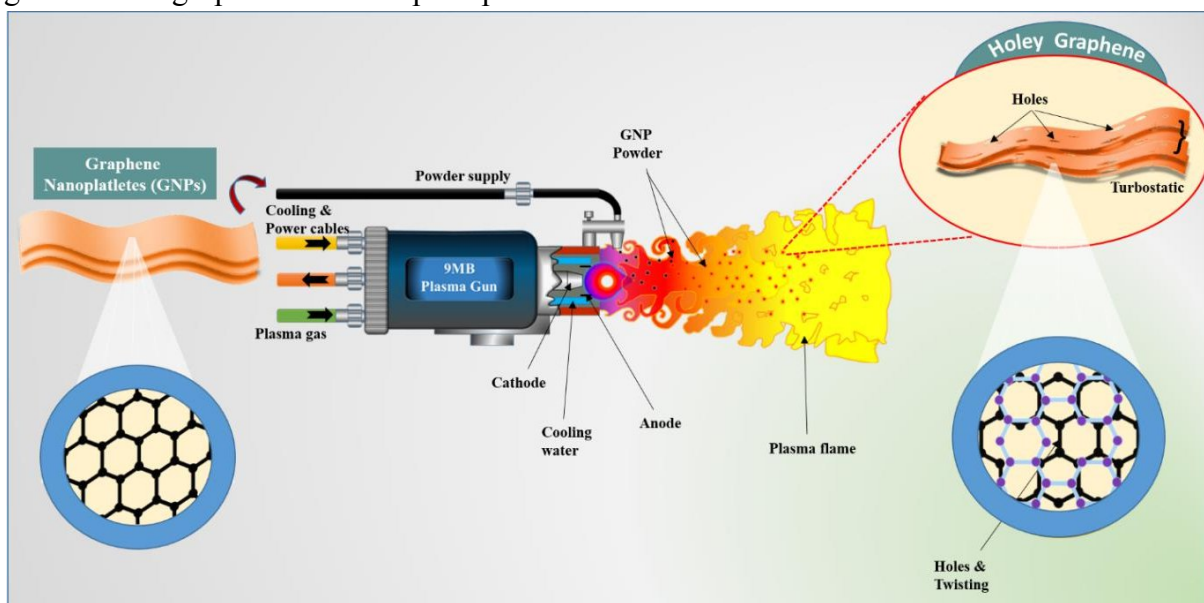 Holey Graphene
Holes
GNP
Powder
Graphene
Nanoplatletes (GNPs)
Powder supply
Turbostatic
Cooling &
Power cables
9MB
Plasma Gun
Plasma gas
Cathode
Cooling
water
Anode
Plasma flame
Holes &
Twisting